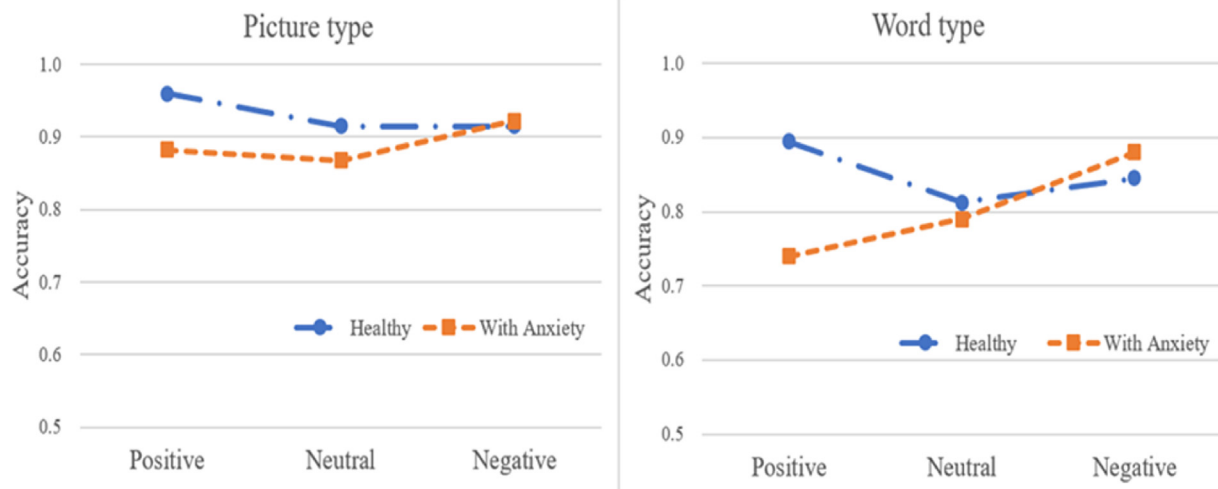 Picture type
1.0
0.9
0.8
0.7
0.6
0.5
Accuracy
Healthy With Anxiety
Positive Neutral Negative
Word type
1.0
0.9
0.8
0.7
0.6
0.5
Accuracy
Healthy With Anxiety
Positive Neutral Negative